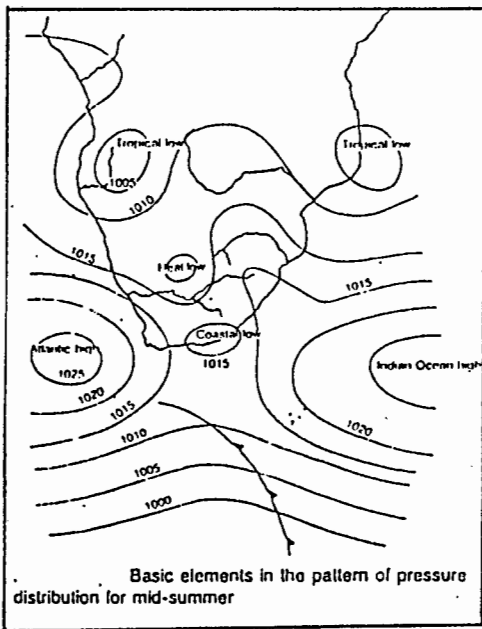 Tropical low
Tropical low
1005
1010
1015
Heat low
1015
Coastal low
1015
Atlantic high
1025
Indian Ocean high
1020
1015
1020
1010
1005
1000
Basic elements in the pattern of pressure
distribution for mid-summer